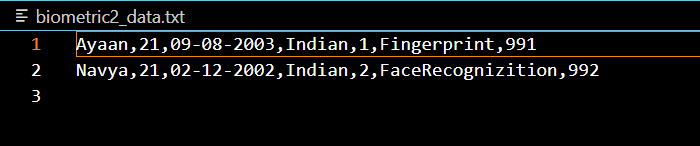 biometric2_data.txt
1 Ayaan,21,09-08-2003,Indian,1,Fingerprint,991
2 Navya,21,02-12-2002,Indian,2,FaceRecognizition,992
3